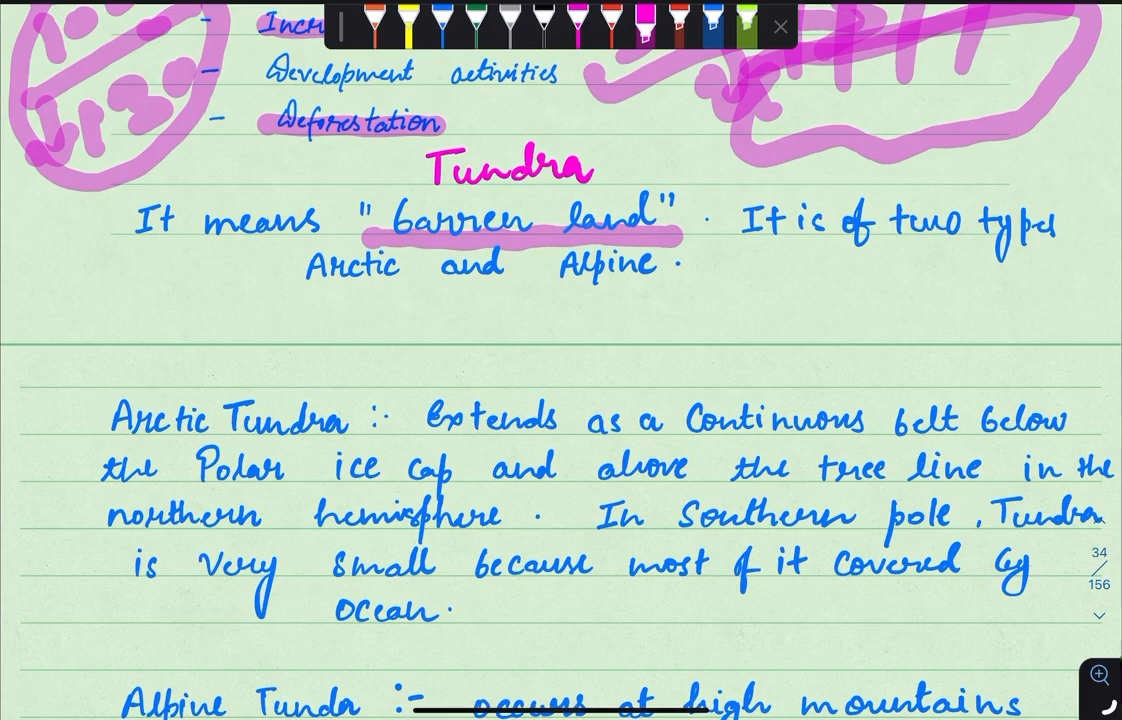 - Incr
- Development activities
- Deforestation
Tundra
It means "barren land". It is of two types
Arctic and Alpine.
Arctic Tundra :- Extends as a Continuous belt below
the Polar ice cap and above the tree line in the
northern hemisphere. In Southern pole, Tundra
is very small because most of it covered by
ocean.
34
156
Alpine Tunda :- occurs at high mountains